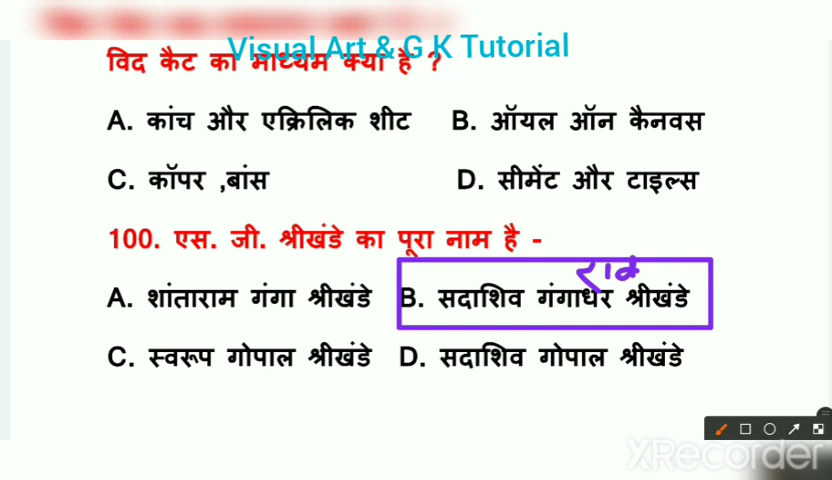 Visual Art & G K Tutorial
विद कैट का माध्यम क्या है ?
A. कांच और एक्रिलिक शीट B. ऑयल ऑन कैनवस
C. कॉपर ,बांस D. सीमेंट और टाइल्स
100. एस. जी. श्रीखंडे का पूरा नाम है -
राव
A. शांताराम गंगा श्रीखंडे B. सदाशिव गंगाधर श्रीखंडे
C. स्वरूप गोपाल श्रीखंडे D. सदाशिव गोपाल श्रीखंडे
XRecorder